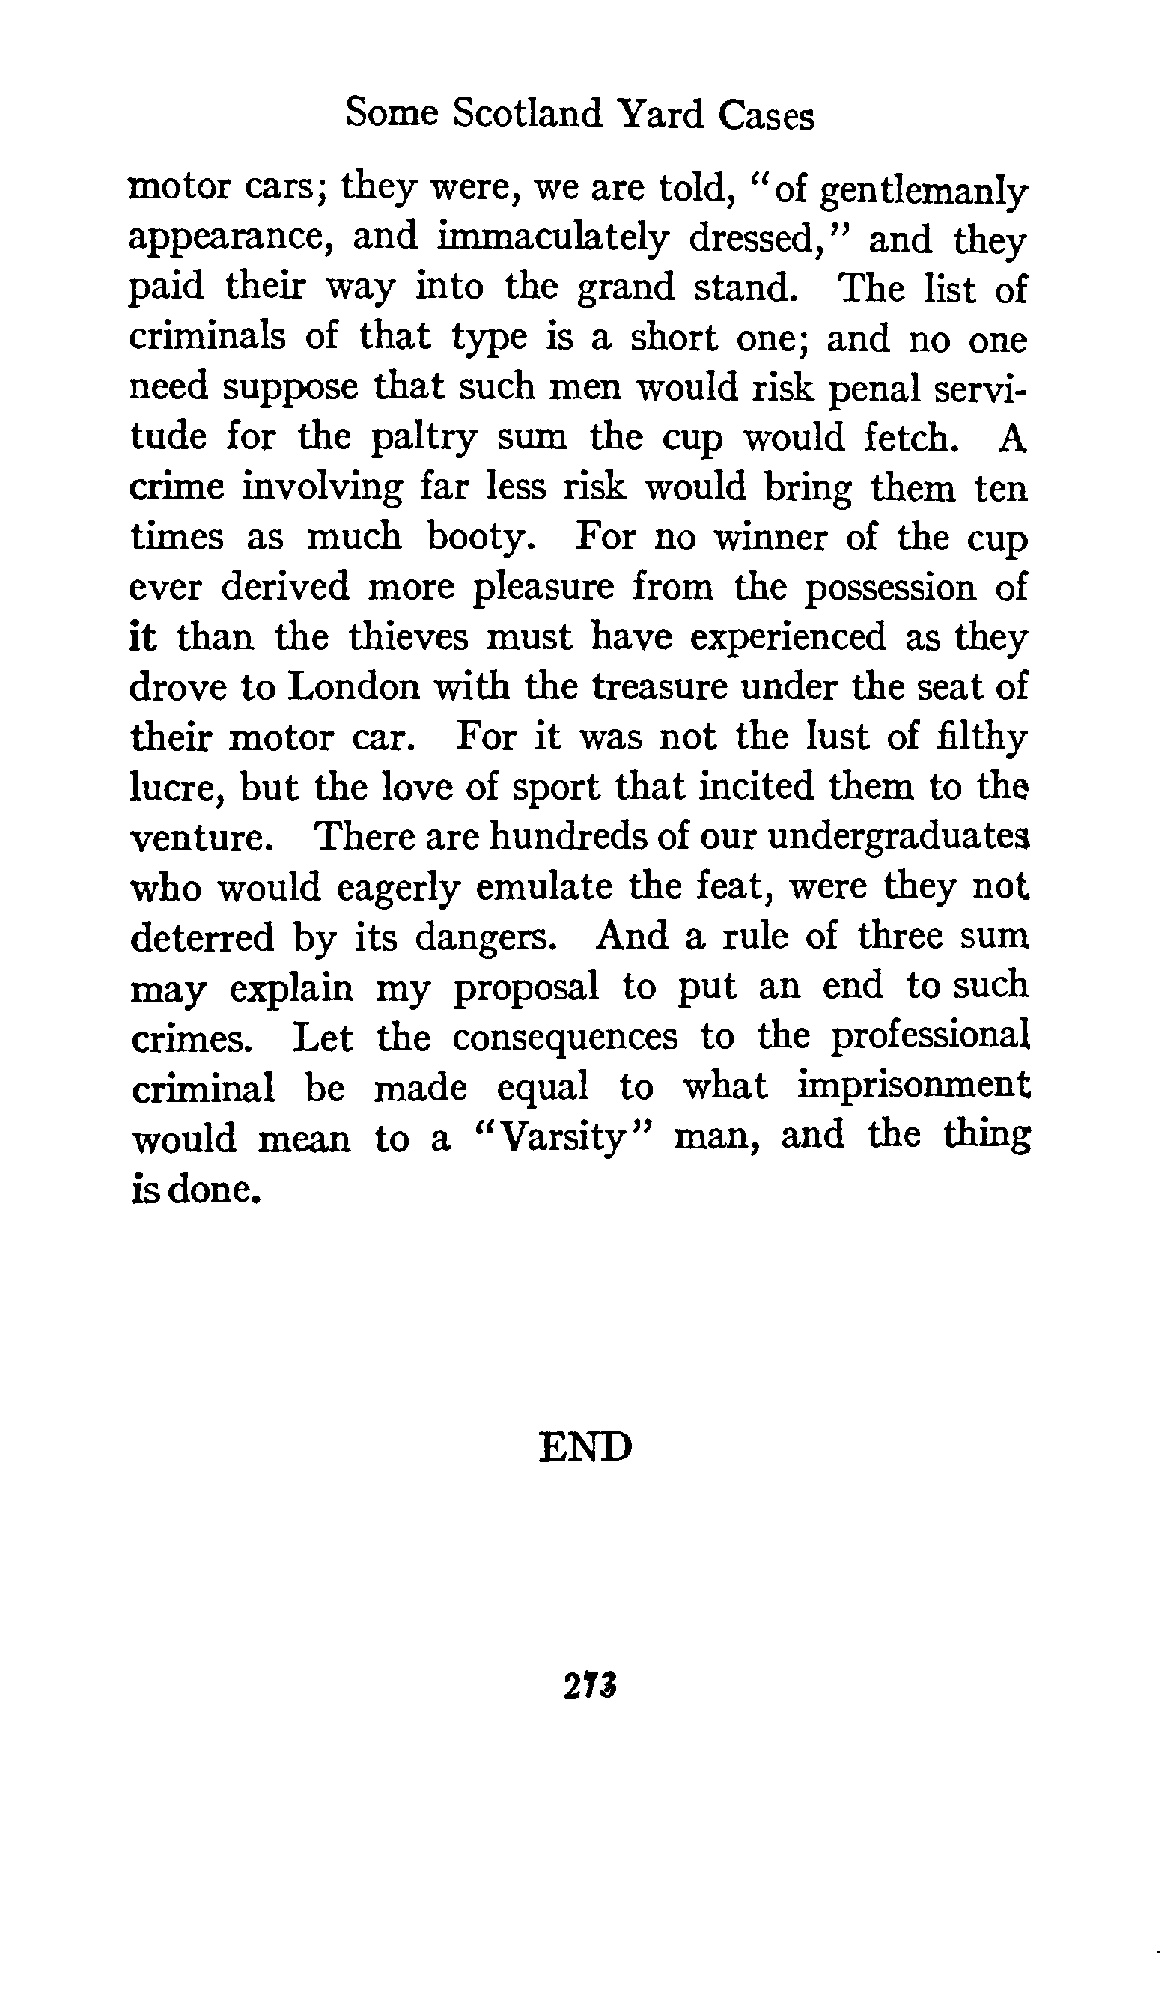 Some Scotland Yard Cases
motor cars; they were, we are told, "of gentlemanly
appearance, and immaculately dressed," and they
paid their way into the grand stand. The list of
criminals of that type is a short one; and no one
need suppose that such men would risk penal servi-
tude for the paltry sum the cup would fetch. A
crime involving far less risk would bring them ten
times as much booty. For no winner of the cup
ever derived more pleasure from the possession of
it than the thieves must have experienced as they
drove to London with the treasure under the seat of
their motor car. For it was not the lust of filthy
lucre, but the love of sport that incited them to the
venture. There are hundreds of our undergraduates
who would eagerly emulate the feat, were they not
deterred by its dangers. And a rule of three sum
may explain my proposal to put an end to such
crimes. Let the consequences to the professional
criminal be made equal to what imprisonment
would mean to a "Varsity" man, and the thing
is done.
END
273